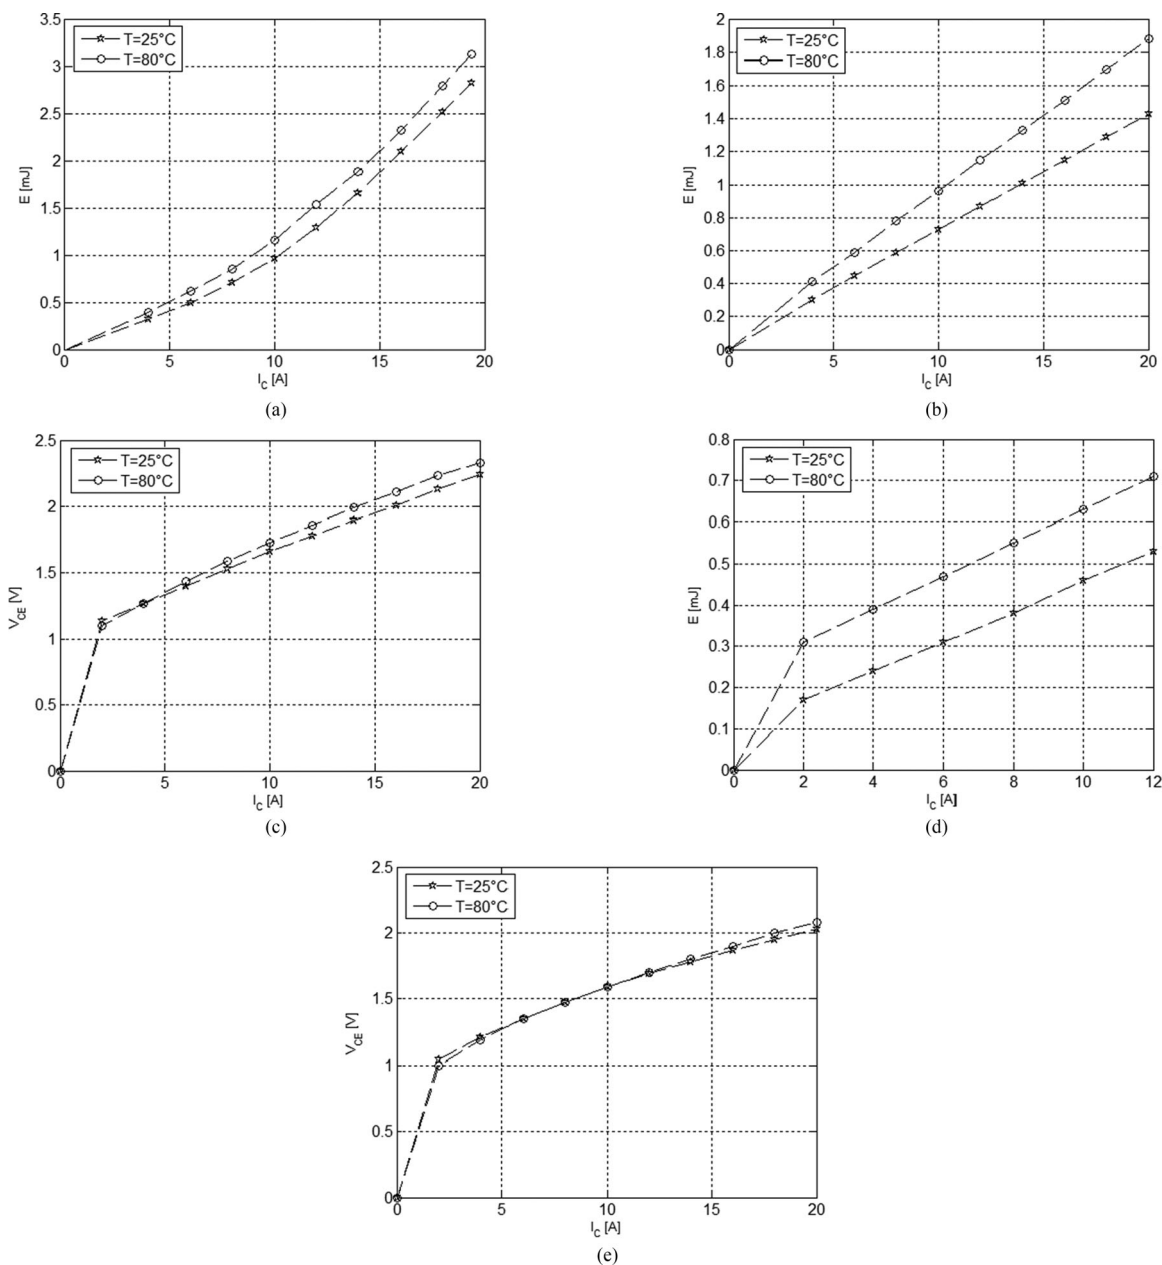 3.5
3
2.5
2
1.5
1
0.5
0
E [mJ]
T=25°C
T=80°C
0 5 10 15 20
I_C [A]
(a)
2
1.8
1.6
1.4
1.2
1
0.8
0.6
0.4
0.2
0
E [mJ]
T=25°C
T=80°C
0 5 10 15 20
I_C [A]
(b)
2.5
2
1.5
1
0.5
0
V_CE [V]
T=25°C
T=80°C
0 5 10 15 20
I_C [A]
(c)
0.8
0.7
0.6
0.5
0.4
0.3
0.2
0.1
0
E [mJ]
T=25°C
T=80°C
0 2 4 6 8 10 12
I_C [A]
(d)
2.5
2
1.5
1
0.5
0
V_CE [V]
T=25°C
T=80°C
0 5 10 15 20
I_C [A]
(e)